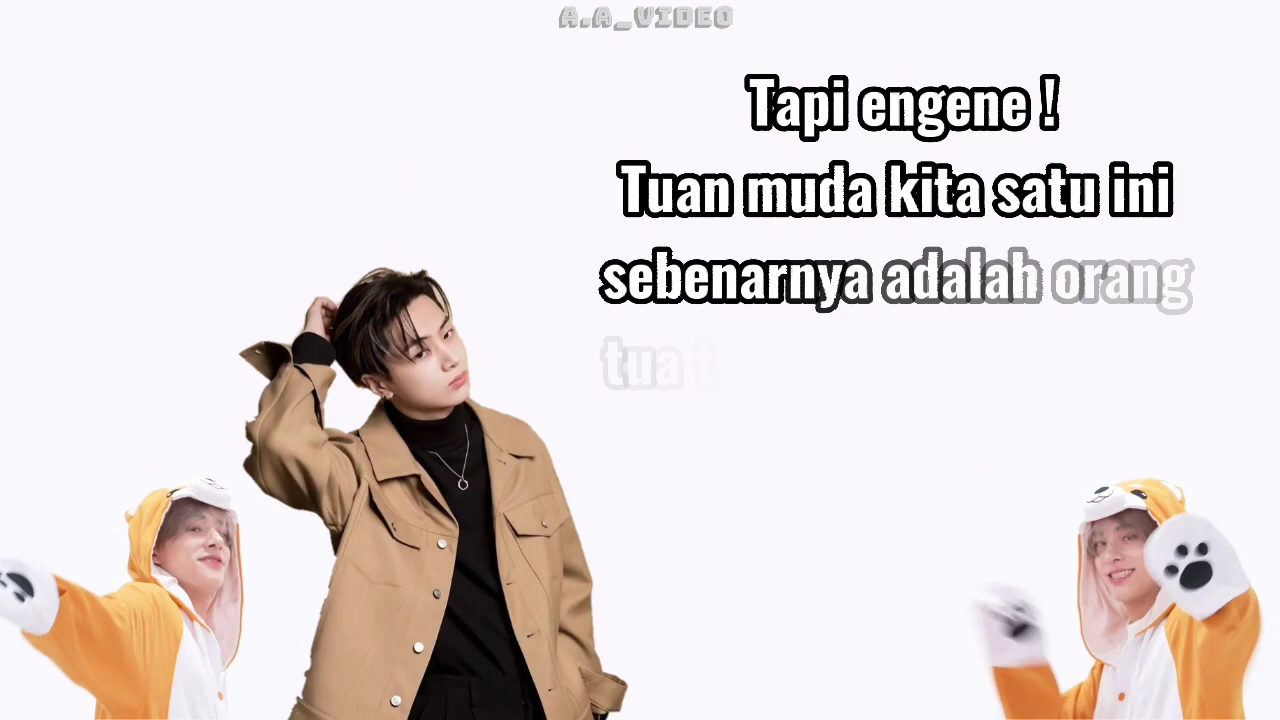 A.A_VIDEO
Tapi engene !
Tuan muda kita satu ini
sebenarnya adalah orang
tua t